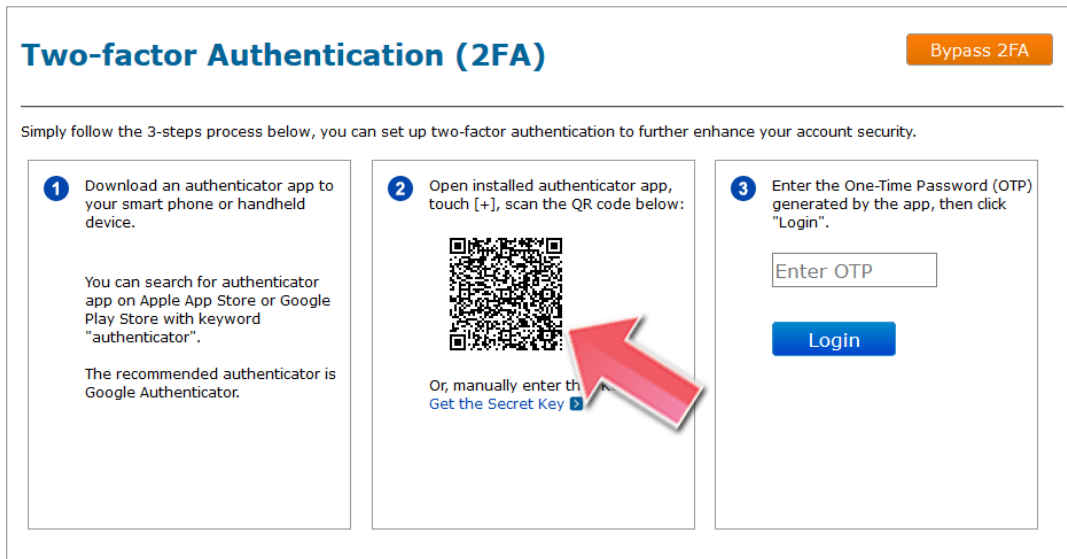 Two-factor Authentication (2FA)
Bypass 2FA
Simply follow the 3-steps process below, you can set up two-factor authentication to further enhance your account security.
1
Download an authenticator app to
your smart phone or handheld
device.
You can search for authenticator
app on Apple App Store or Google
Play Store with keyword
"authenticator".
The recommended authenticator is
Google Authenticator.
2
Open installed authenticator app,
touch [+], scan the QR code below:
Or, manually enter
Get the Secret Key
3
Enter the One-Time Password (OTP)
generated by the app, then click
"Login".
Enter OTP
Login